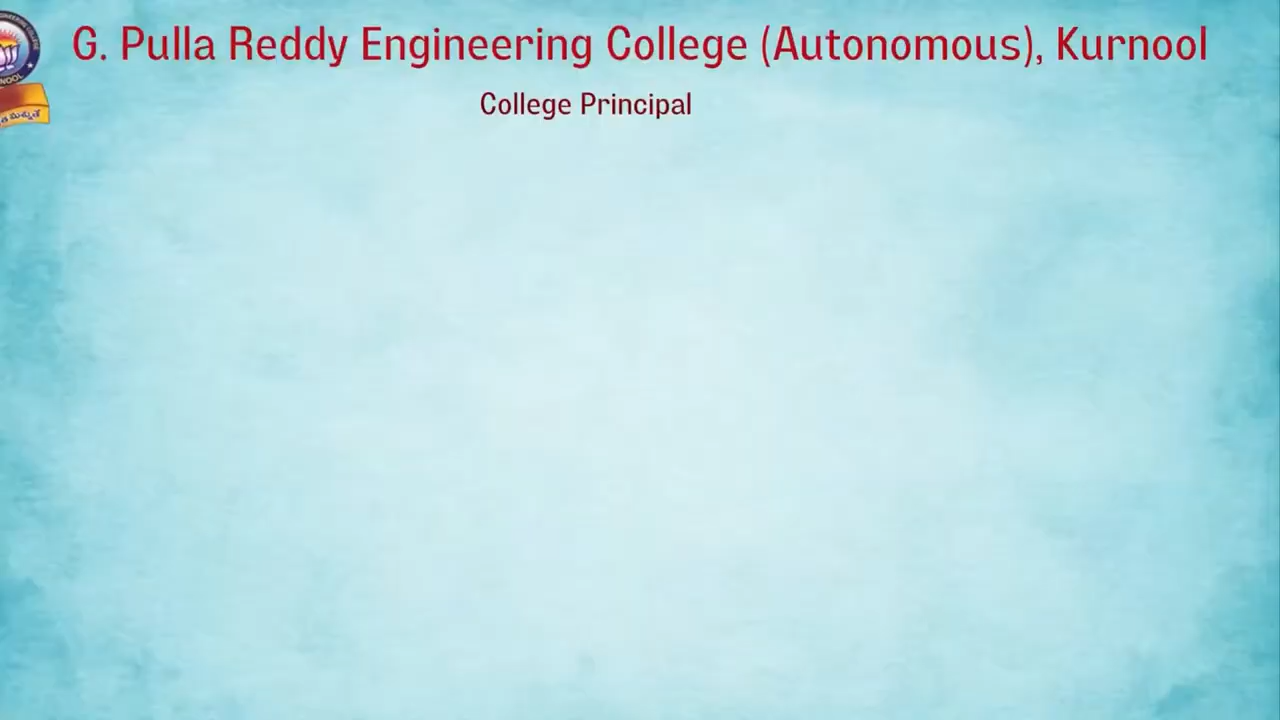 G. Pulla Reddy Engineering College (Autonomous), Kurnool
College Principal